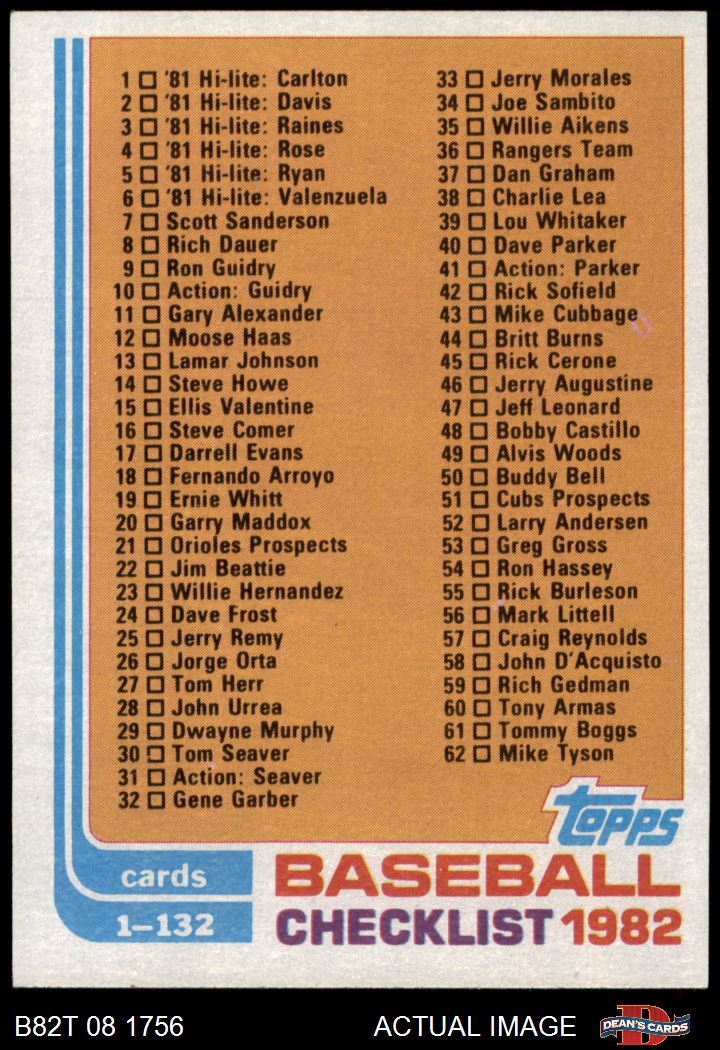 1 '81 Hi-lite: Carlton
2 '81 Hi-lite: Davis
3 '81 Hi-lite: Raines
4 '81 Hi-lite: Rose
5 '81 Hi-lite: Ryan
6 '81 Hi-lite: Valenzuela
7 Scott Sanderson
8 Rich Dauer
9 Ron Guidry
10 Action: Guidry
11 Gary Alexander
12 Moose Haas
13 Lamar Johnson
14 Steve Howe
15 Ellis Valentine
16 Steve Comer
17 Darrell Evans
18 Fernando Arroyo
19 Ernie Whitt
20 Garry Maddox
21 Orioles Prospects
22 Jim Beattie
23 Willie Hernandez
24 Dave Frost
25 Jerry Remy
26 Jorge Orta
27 Tom Herr
28 John Urrea
29 Dwayne Murphy
30 Tom Seaver
31 Action: Seaver
32 Gene Garber
33 Jerry Morales
34 Joe Sambito
35 Willie Aikens
36 Rangers Team
37 Dan Graham
38 Charlie Lea
39 Lou Whitaker
40 Dave Parker
41 Action: Parker
42 Rick Sofield
43 Mike Cubbage
44 Britt Burns
45 Rick Cerone
46 Jerry Augustine
47 Jeff Leonard
48 Bobby Castillo
49 Alvis Woods
50 Buddy Bell
51 Cubs Prospects
52 Larry Andersen
53 Greg Gross
54 Ron Hassey
55 Rick Burleson
56 Mark Littell
57 Craig Reynolds
58 John D'Acquisto
59 Rich Gedman
60 Tony Armas
61 Tommy Boggs
62 Mike Tyson
topps
cards
1-132
BASEBALL
CHECKLIST 1982
B82T 08 1756
ACTUAL IMAGE
D
DEAN'S CARDS